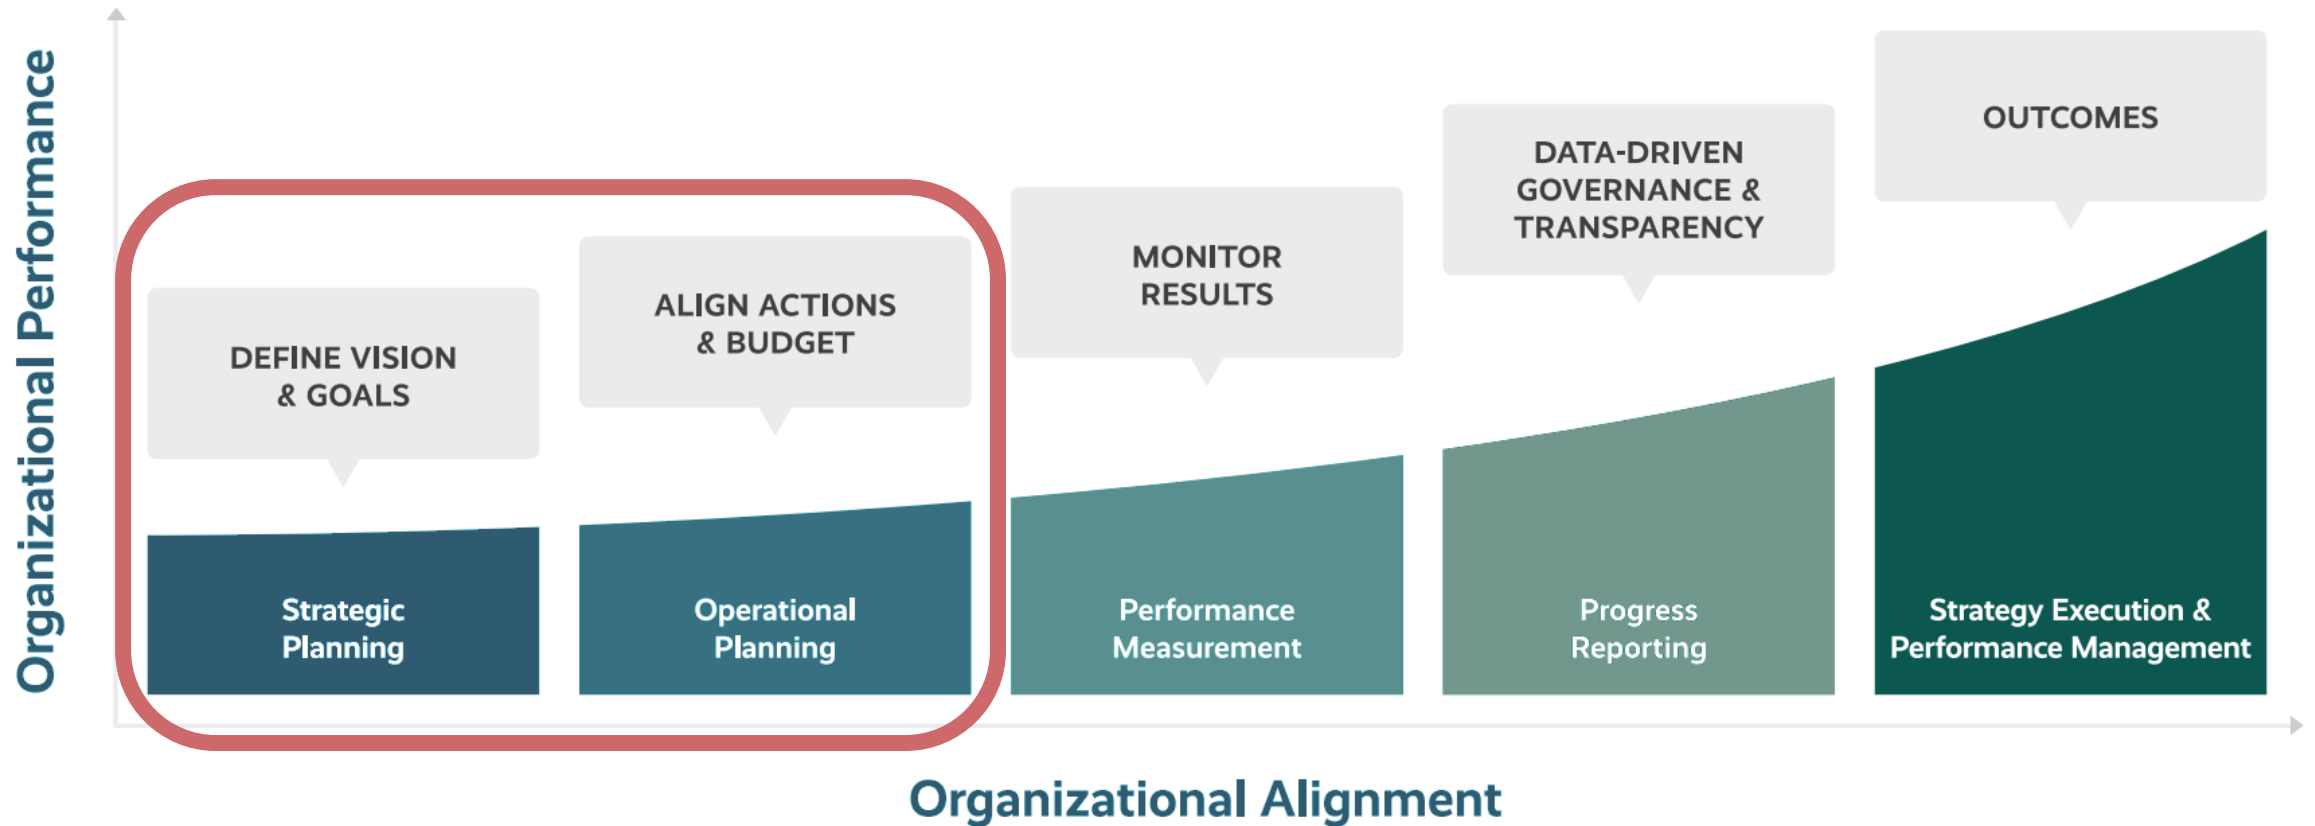 Organizational Performance
DEFINE VISION
& GOALS
ALIGN ACTIONS
& BUDGET
MONITOR
RESULTS
DATA-DRIVEN
GOVERNANCE &
TRANSPARENCY
OUTCOMES
Strategic
Planning
Operational
Planning
Performance
Measurement
Progress
Reporting
Strategy Execution &
Performance Management
Organizational Alignment